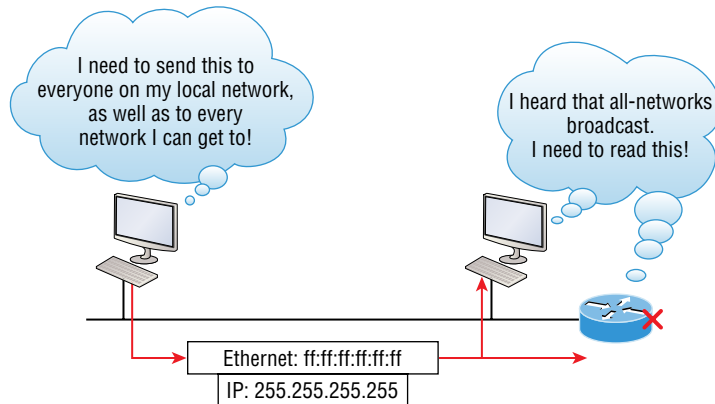 I need to send this to
everyone on my local network,
as well as to every
network I can get to!
I heard that all-networks
broadcast.
I need to read this!
Ethernet: ff:ff:ff:ff:ff:ff
IP: 255.255.255.255